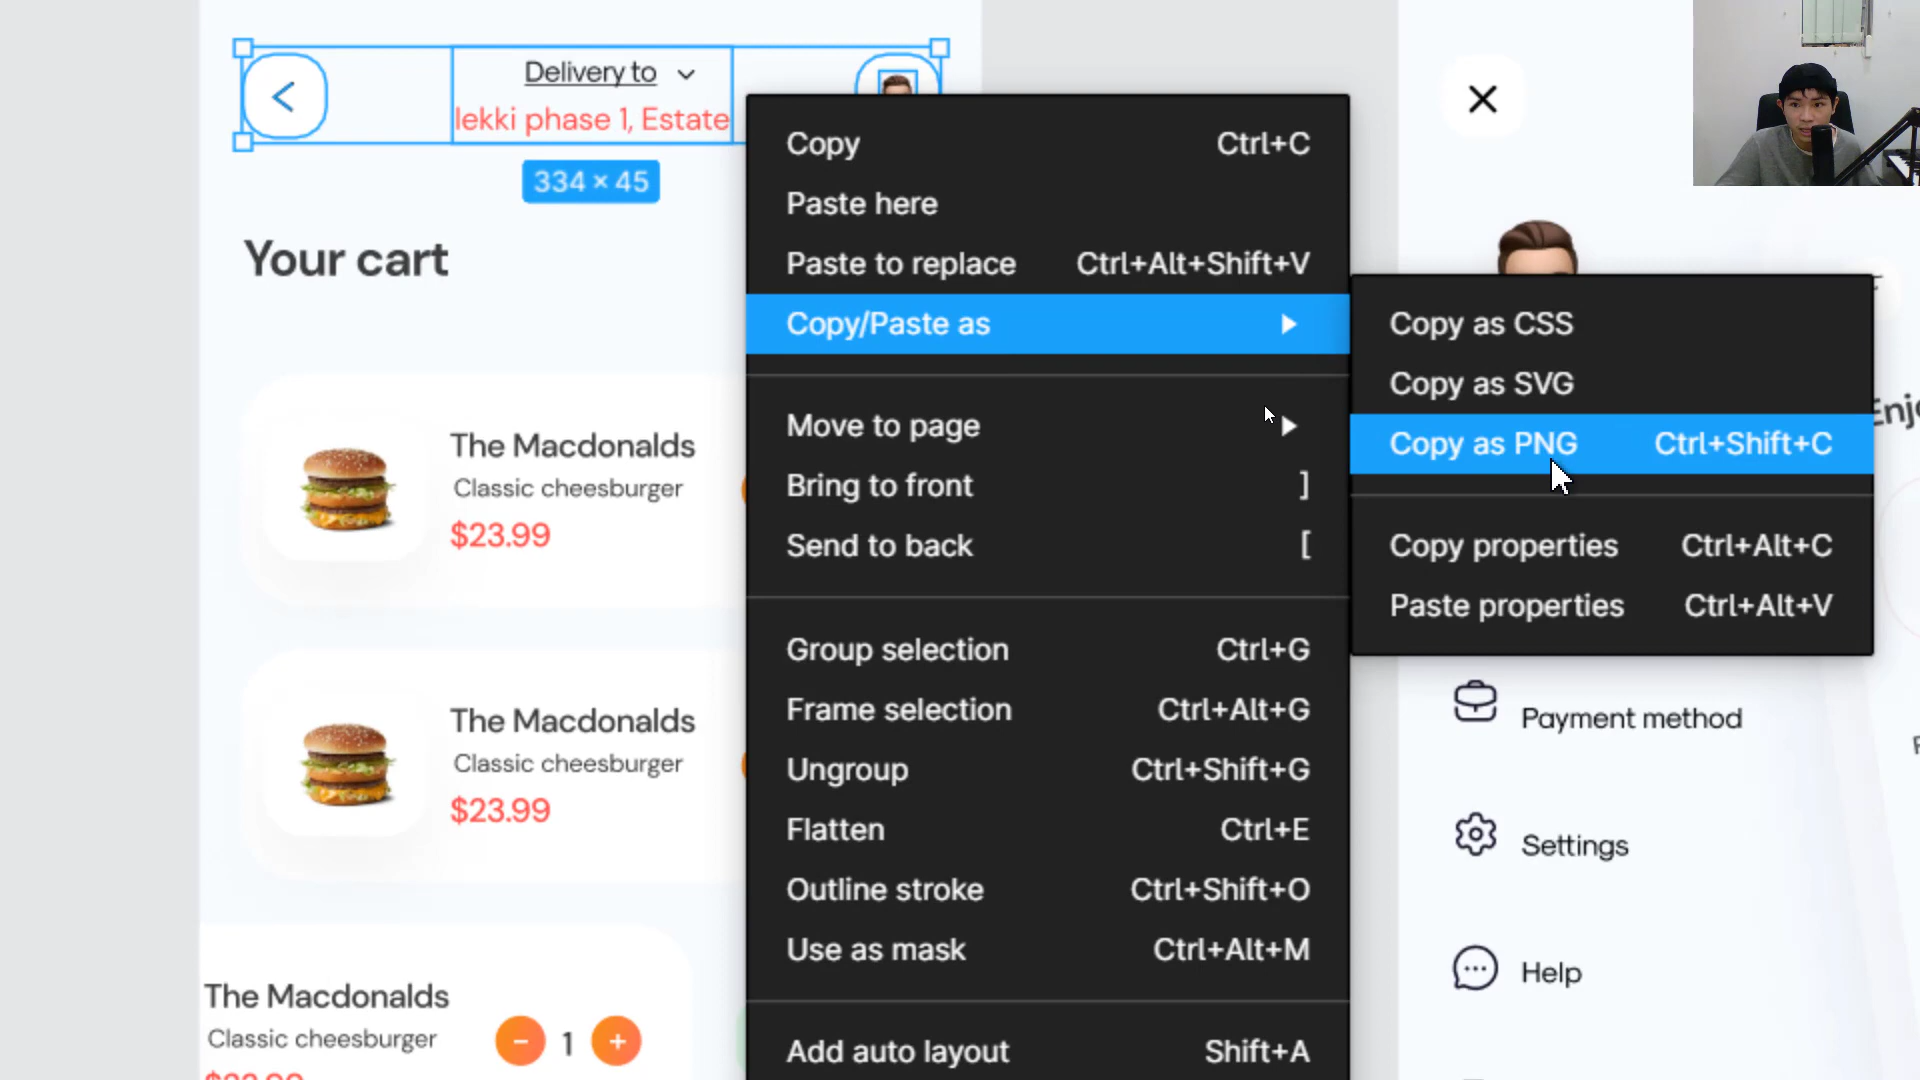 Delivery to
lekki phase 1, Estate
334 × 45
Your cart
The Macdonalds
Classic cheesburger
$23.99
The Macdonalds
Classic cheesburger
$23.99
The Macdonalds
Classic cheesburger
1
Copy Ctrl+C
Paste here
Paste to replace Ctrl+Alt+Shift+V
Copy/Paste as
Move to page
Bring to front ]
Send to back [
Group selection Ctrl+G
Frame selection Ctrl+Alt+G
Ungroup Ctrl+Shift+G
Flatten Ctrl+E
Outline stroke Ctrl+Shift+O
Use as mask Ctrl+Alt+M
Add auto layout Shift+A
Copy as CSS
Copy as SVG
Copy as PNG Ctrl+Shift+C
Copy properties Ctrl+Alt+C
Paste properties Ctrl+Alt+V
Payment method
Settings
Help